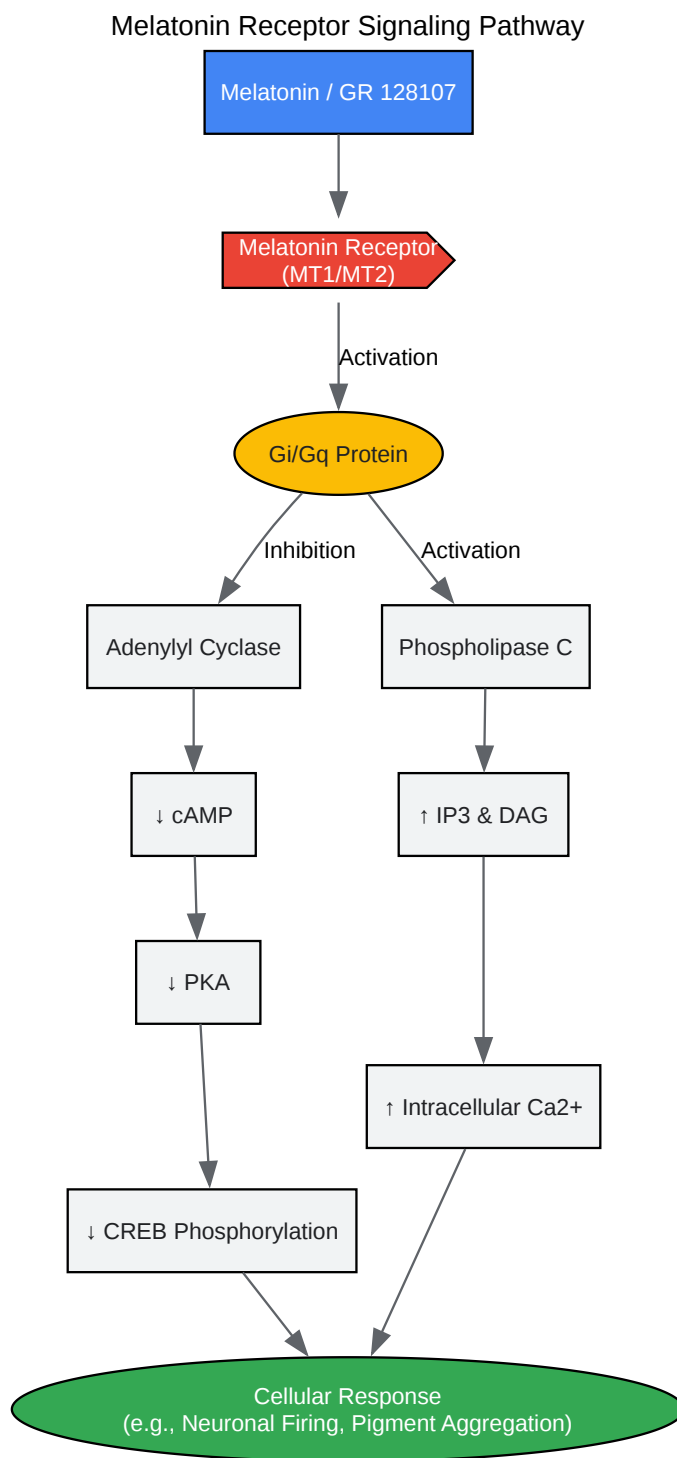 Melatonin Receptor Signaling Pathway
Melatonin / GR 128107
Melatonin Receptor
(MT1/MT2)
Activation
Gi/Gq Protein
Inhibition
Activation
Adenylyl Cyclase
Phospholipase C
↓ cAMP
↑ IP3 & DAG
↓ PKA
↑ Intracellular Ca2+
↓ CREB Phosphorylation
Cellular Response
(e.g., Neuronal Firing, Pigment Aggregation)